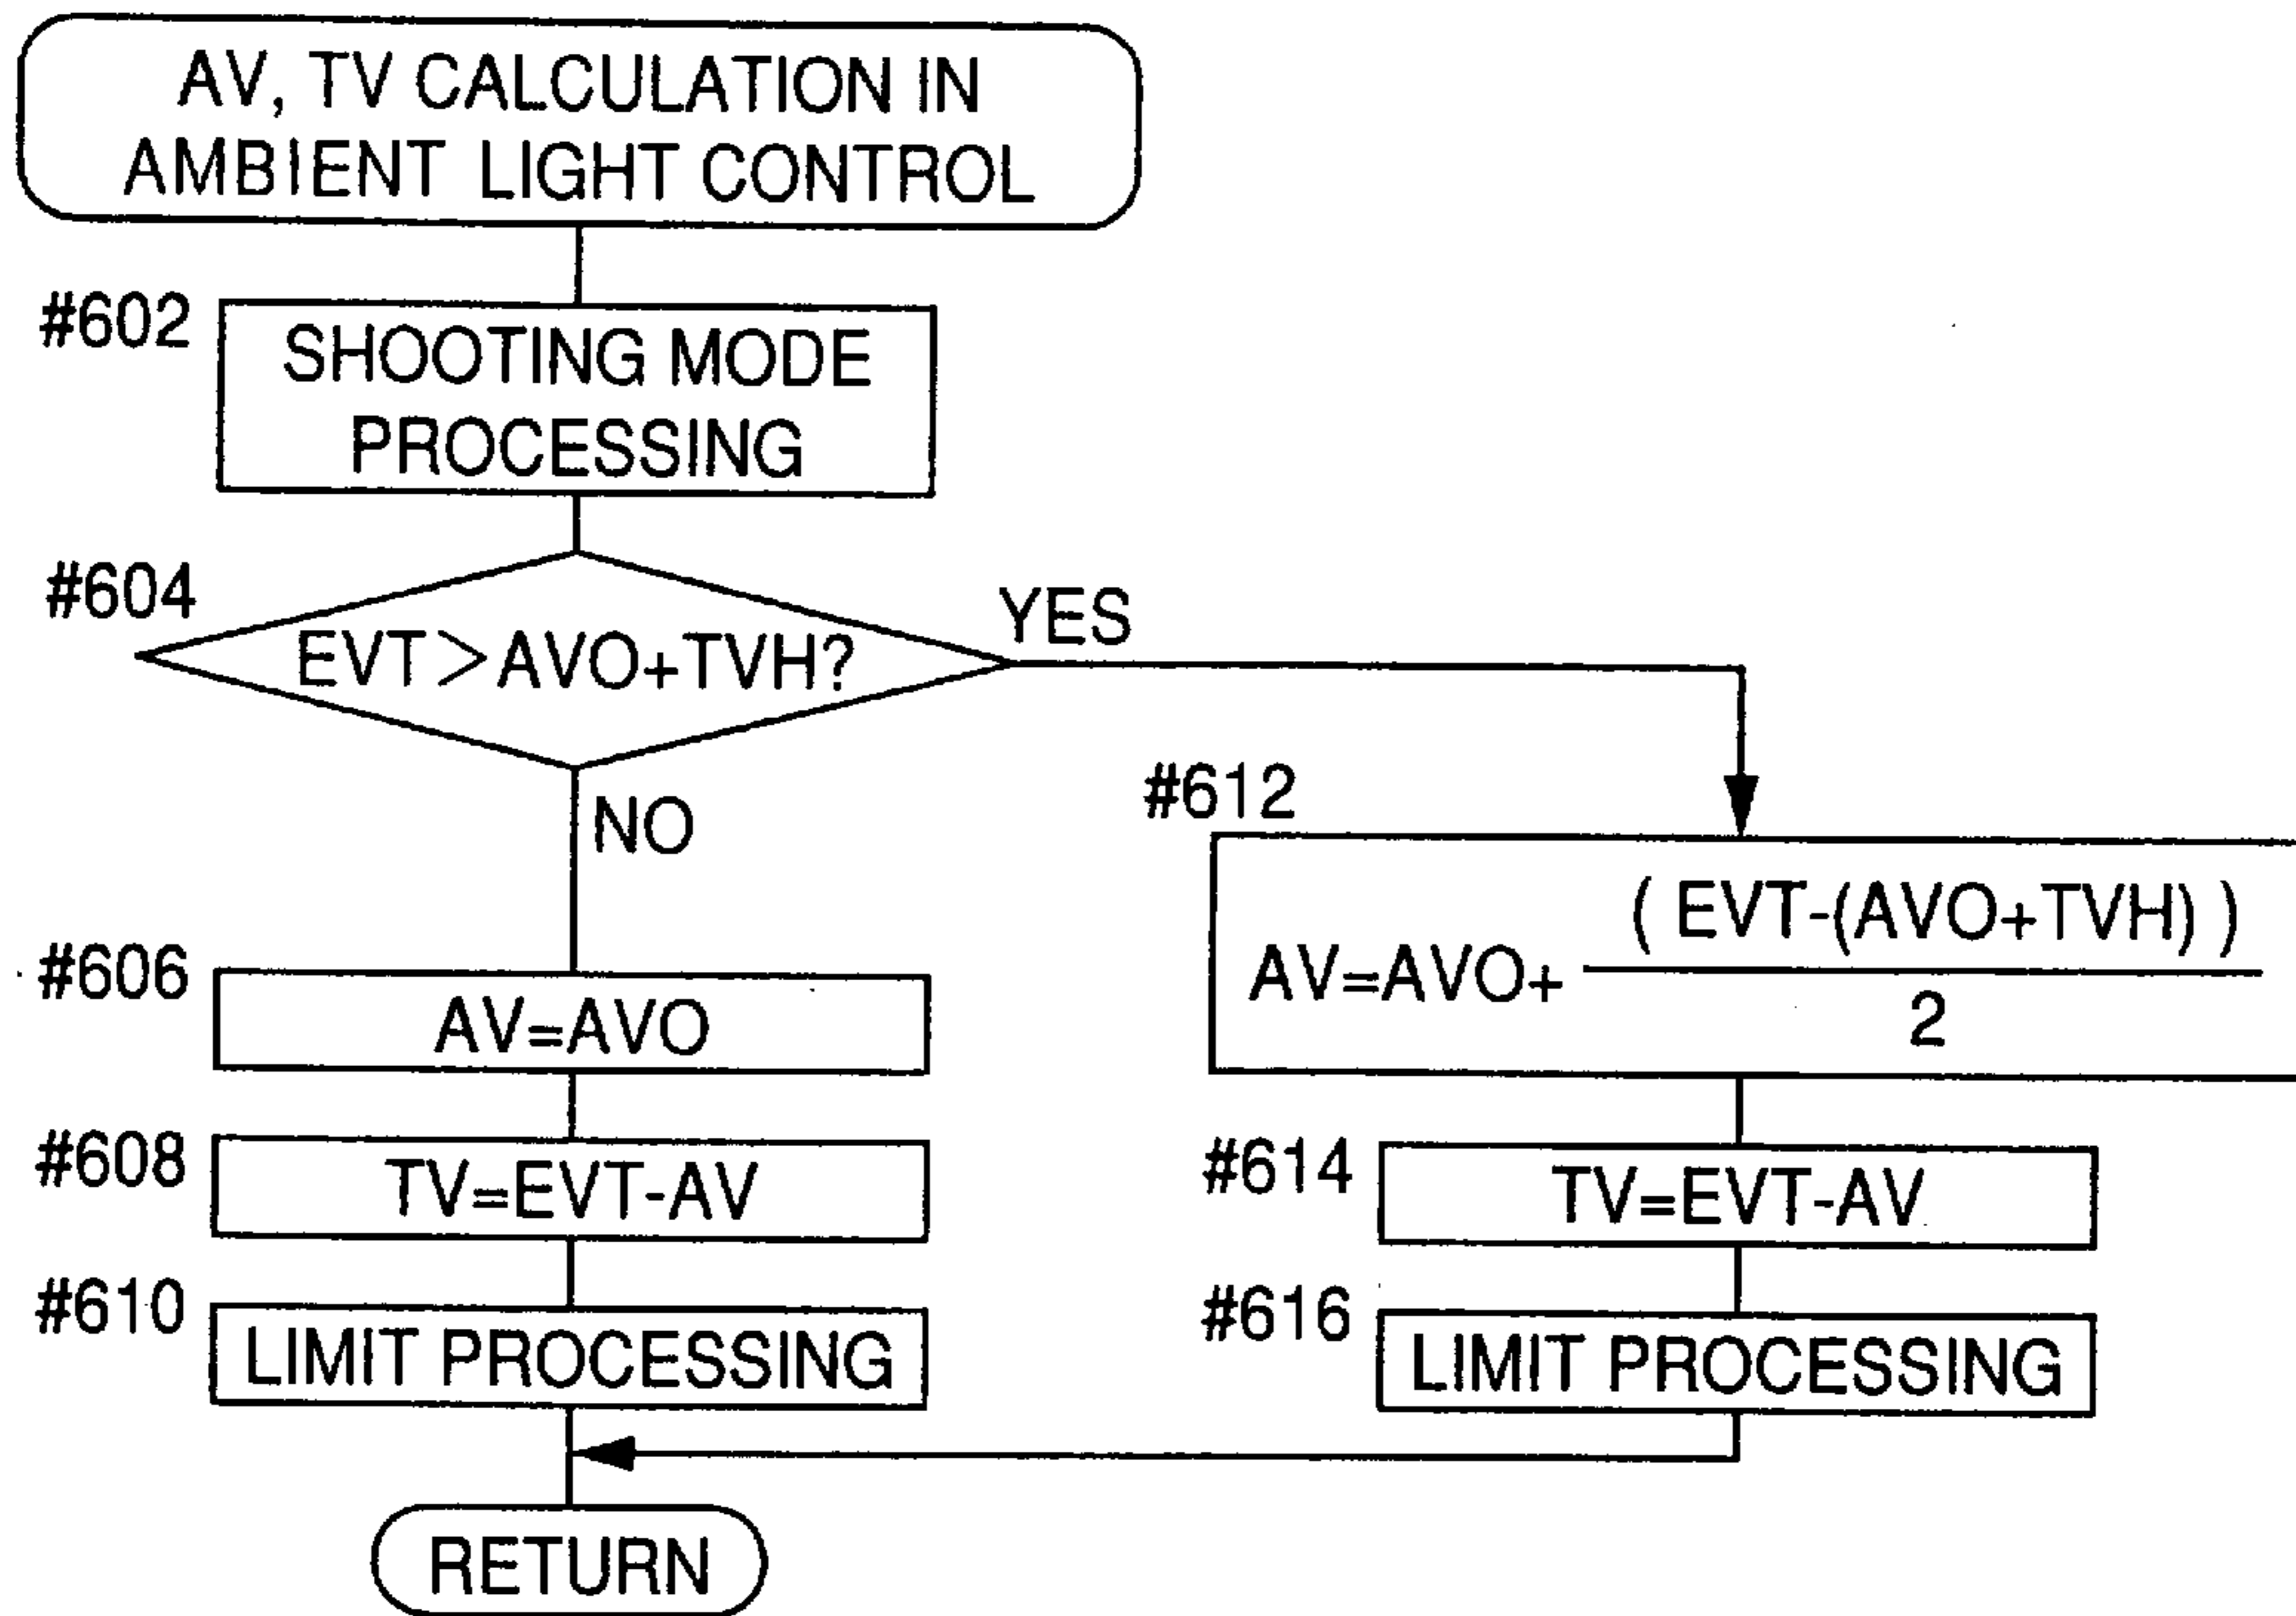 AV, TV CALCULATION IN
AMBIENT LIGHT CONTROL
#602
SHOOTING MODE
PROCESSING
#604
EVT>AVO+TVH?
YES
NO
#606
AV=AVO
#608
TV=EVT-AV
#610
LIMIT PROCESSING
#612
( EVT-(AVO+TVH) )
AV=AVO+
2
#614
TV=EVT-AV
#616
LIMIT PROCESSING
RETURN